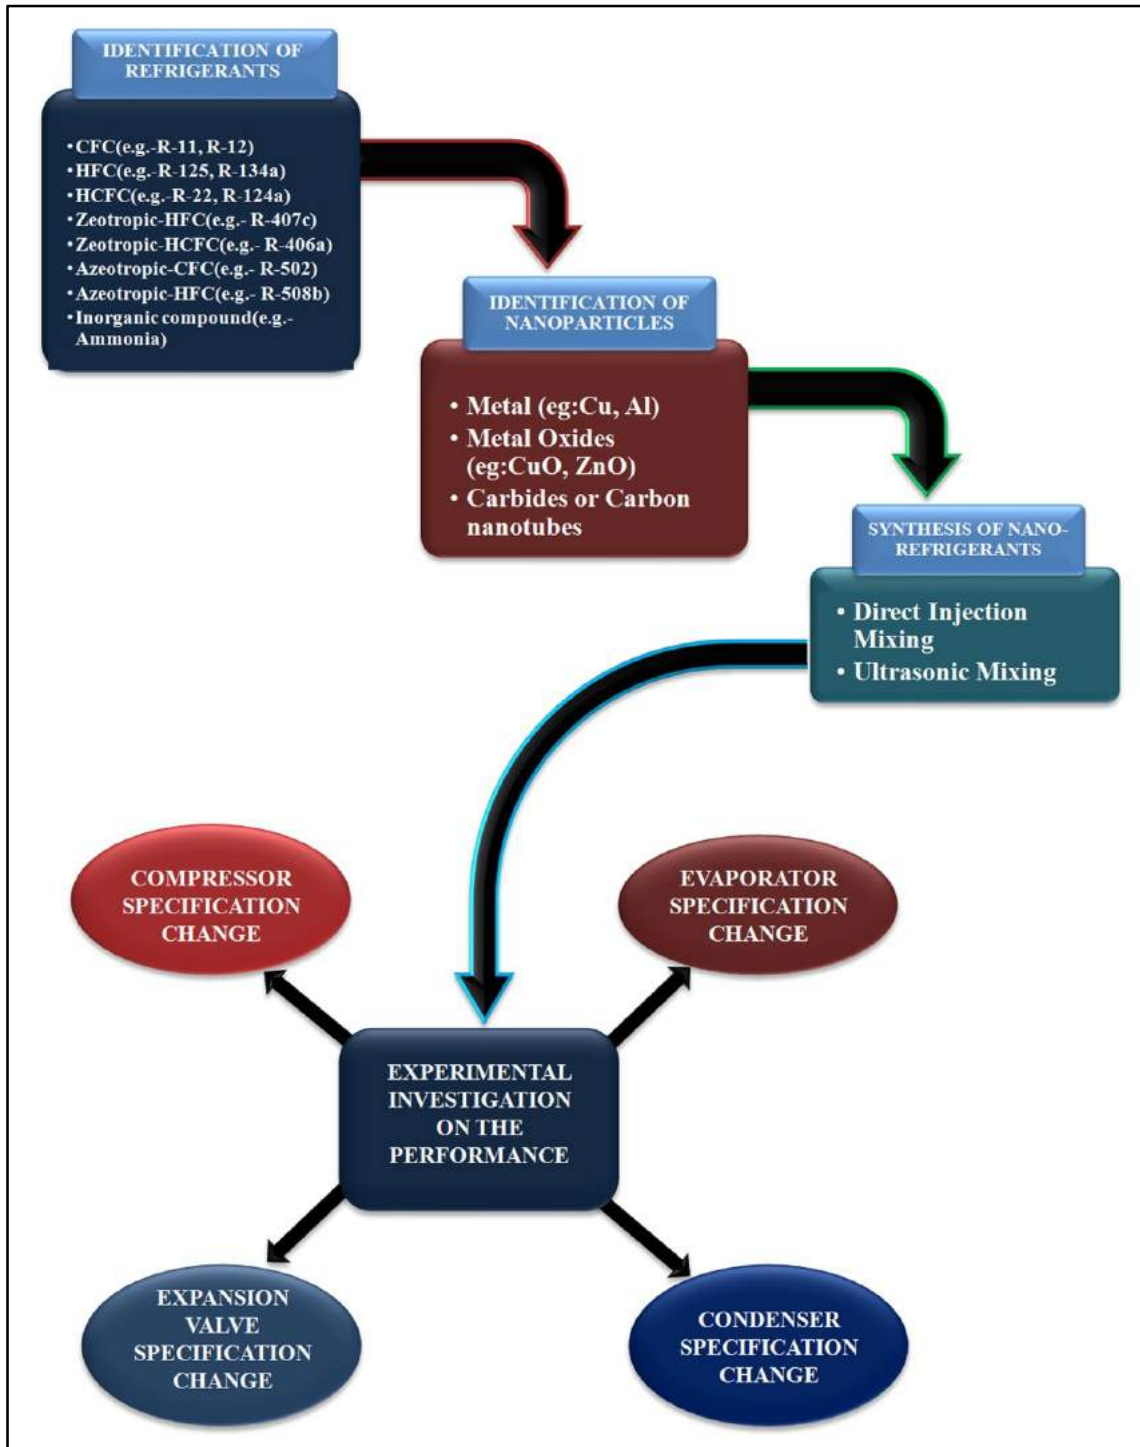 IDENTIFICATION OF
REFRIGERANTS
•CFC(e.g.-R-11, R-12)
•HFC(e.g.-R-125, R-134a)
•HCFC(e.g.-R-22, R-124a)
•Zeotropic-HFC(e.g.- R-407c)
•Zeotropic-HCFC(e.g.- R-406a)
•Azeotropic-CFC(e.g.- R-502)
•Azeotropic-HFC(e.g.- R-508b)
•Inorganic compound(e.g.-
Ammonia)
IDENTIFICATION OF
NANOPARTICLES
• Metal (eg:Cu, Al)
• Metal Oxides
(eg:CuO, ZnO)
• Carbides or Carbon
nanotubes
SYNTHESIS OF NANO-
REFRIGERANTS
• Direct Injection
Mixing
• Ultrasonic Mixing
COMPRESSOR
SPECIFICATION
CHANGE
EVAPORATOR
SPECIFICATION
CHANGE
EXPERIMENTAL
INVESTIGATION
ON THE
PERFORMANCE
EXPANSION
VALVE
SPECIFICATION
CHANGE
CONDENSER
SPECIFICATION
CHANGE